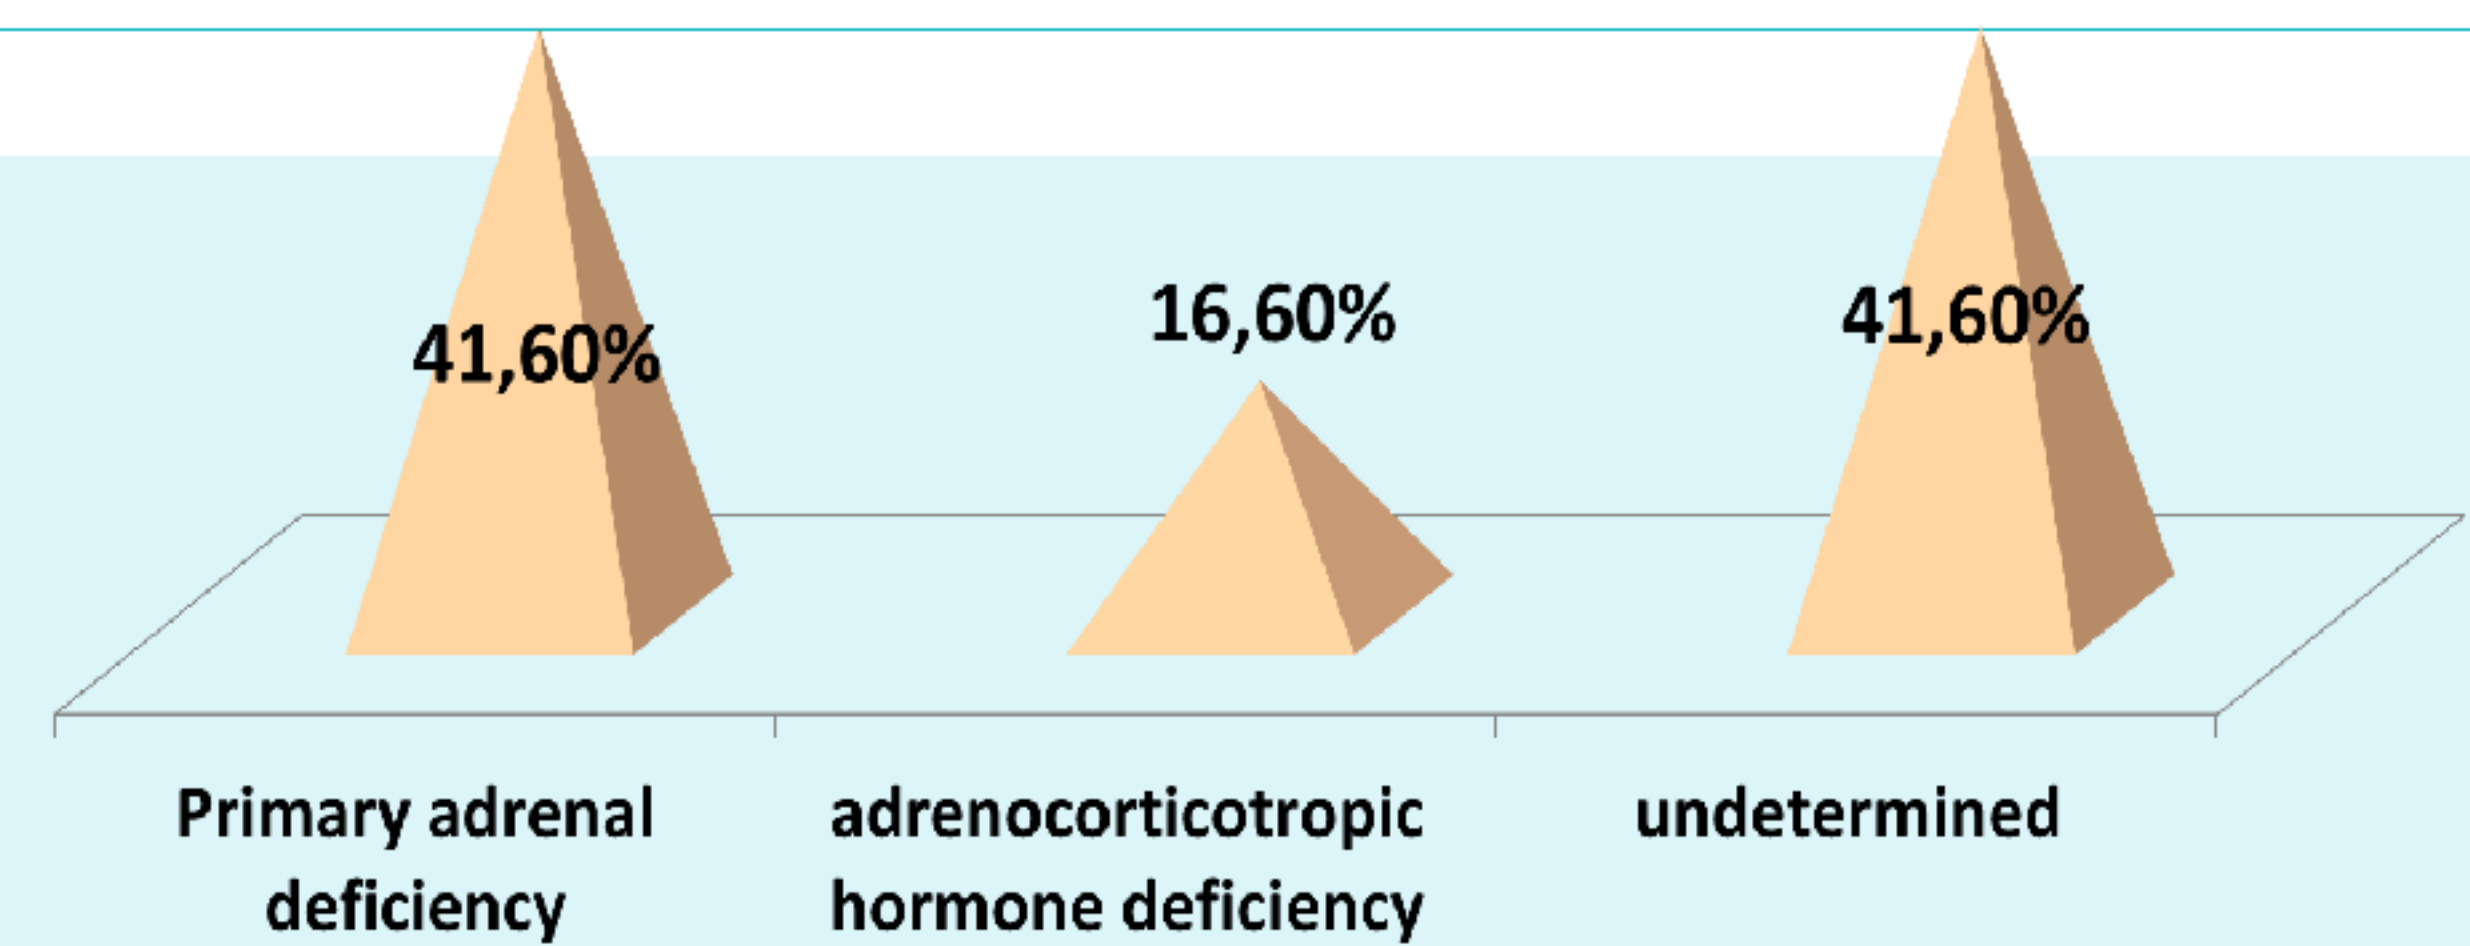 41,60%
16,60%
41,60%
Primary adrenal
deficiency
adrenocorticotropic
hormone deficiency
undetermined